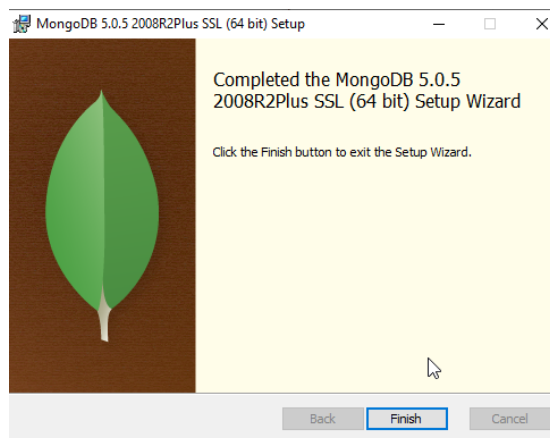 MongoDB 5.0.5 2008R2Plus SSL (64 bit) Setup
Completed the MongoDB 5.0.5
2008R2Plus SSL (64 bit) Setup Wizard
Click the Finish button to exit the Setup Wizard.
Back
Finish
Cancel